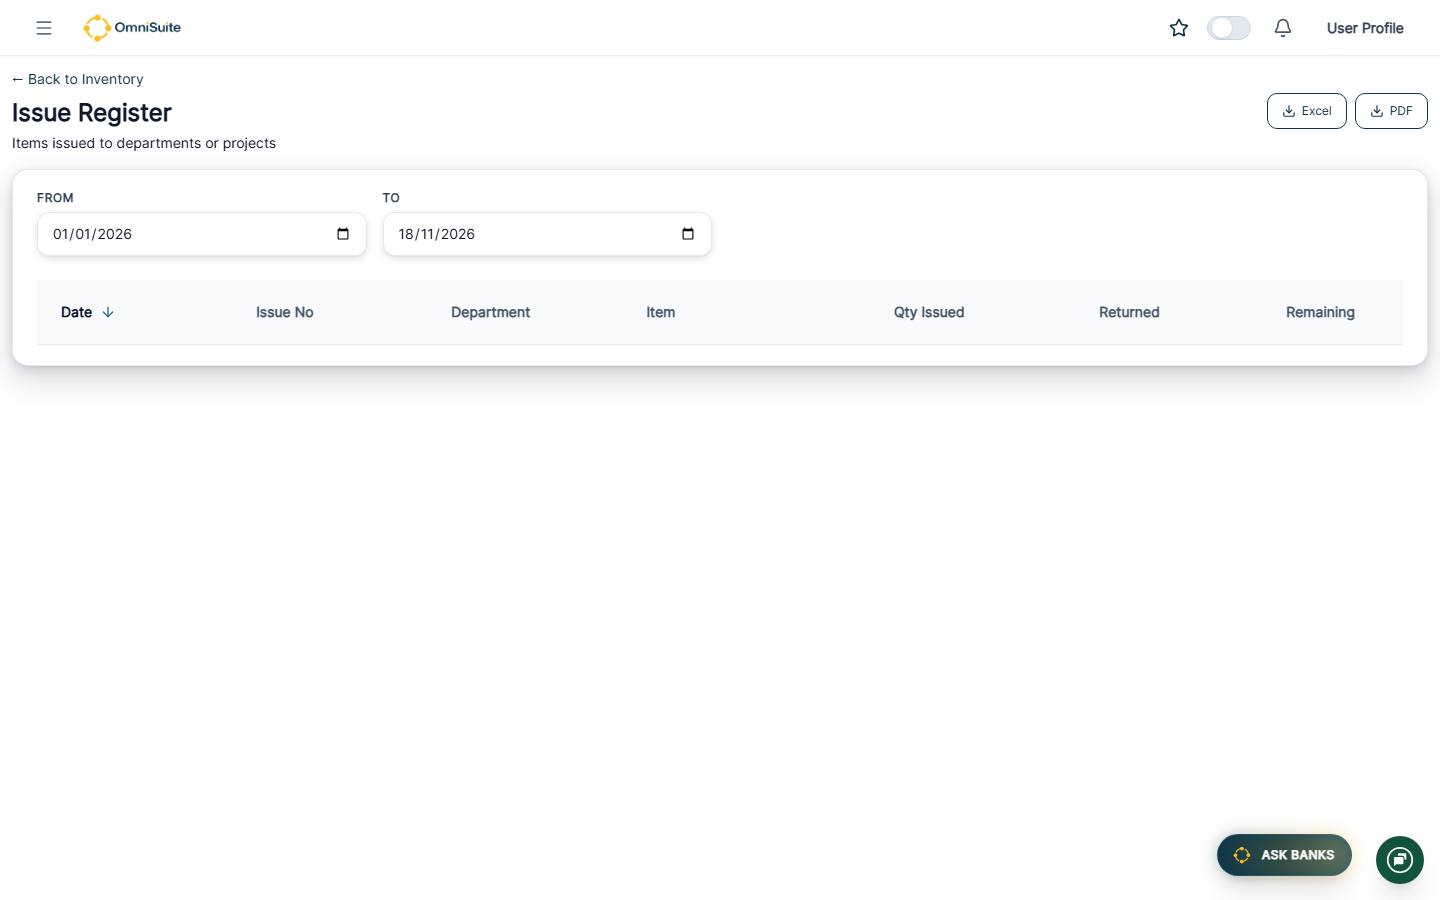 OmniSuite
User Profile
← Back to Inventory
Issue Register
Items issued to departments or projects
Excel
PDF
FROM
TO
01/01/2026
18/11/2026
Date
Issue No
Department
Item
Qty Issued
Returned
Remaining
ASK BANKS